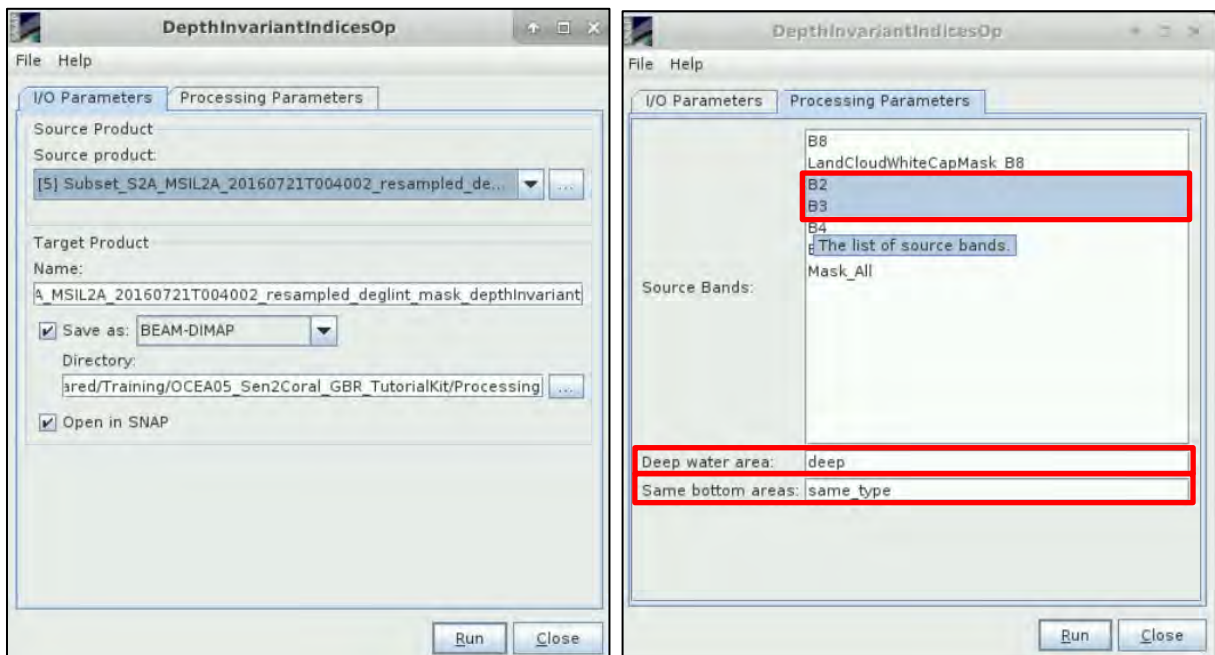 DepthInvariantIndicesOp
File Help
I/O Parameters Processing Parameters
Source Product
Source product:
[5] Subset_S2A_MSIL2A_20160721T004002_resampled_de... ...
Target Product
Name:
A_MSIL2A_20160721T004002_resampled_deglint_mask_depthInvariant
Save as: BEAM-DIMAP
Directory:
ared/Training/OCEA05_Sen2Coral_GBR_TutorialKit/Processing ...
Open in SNAP
Run Close
DepthInvariantIndicesOp
File Help
I/O Parameters Processing Parameters
B8
LandCloudWhiteCapMask_B8
B2
B3
B4
The list of source bands.
Mask_All
Source Bands:
Deep water area: deep
Same bottom areas: same_type
Run Close